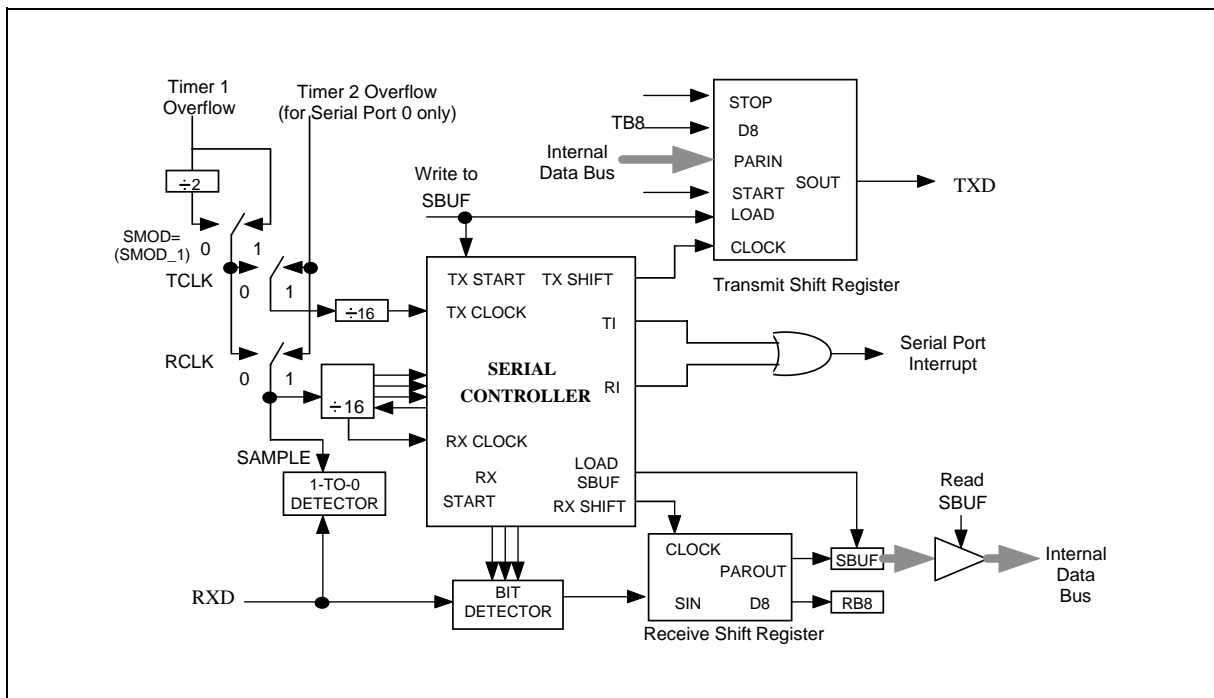 Timer 1
Overflow
Timer 2 Overflow
(for Serial Port 0 only)
÷2
SMOD=
(SMOD_1)
0
1
TCLK
0
1
÷16
RCLK
0
1
÷16
SAMPLE
1-TO-0
DETECTOR
RXD
BIT
DETECTOR
Write to
SBUF
TX START
TX SHIFT
TX CLOCK
TI
SERIAL
CONTROLLER
RI
RX CLOCK
LOAD
SBUF
RX
START
RX SHIFT
TB8
Internal
Data Bus
STOP
D8
PARIN
START
SOUT
LOAD
CLOCK
TXD
Transmit Shift Register
Serial Port
Interrupt
CLOCK
PAROUT
SIN
D8
Receive Shift Register
SBUF
RB8
Read
SBUF
Internal
Data
Bus